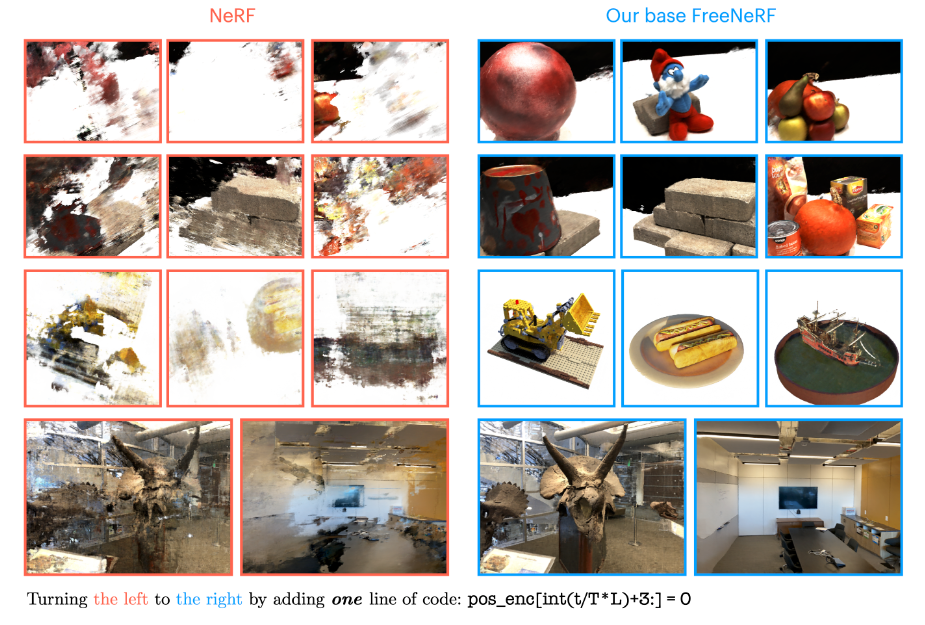 NeRF
Our base FreeNeRF
Turning the left to the right by adding one line of code: pos_enc[int(t/T*L)+3:] = 0